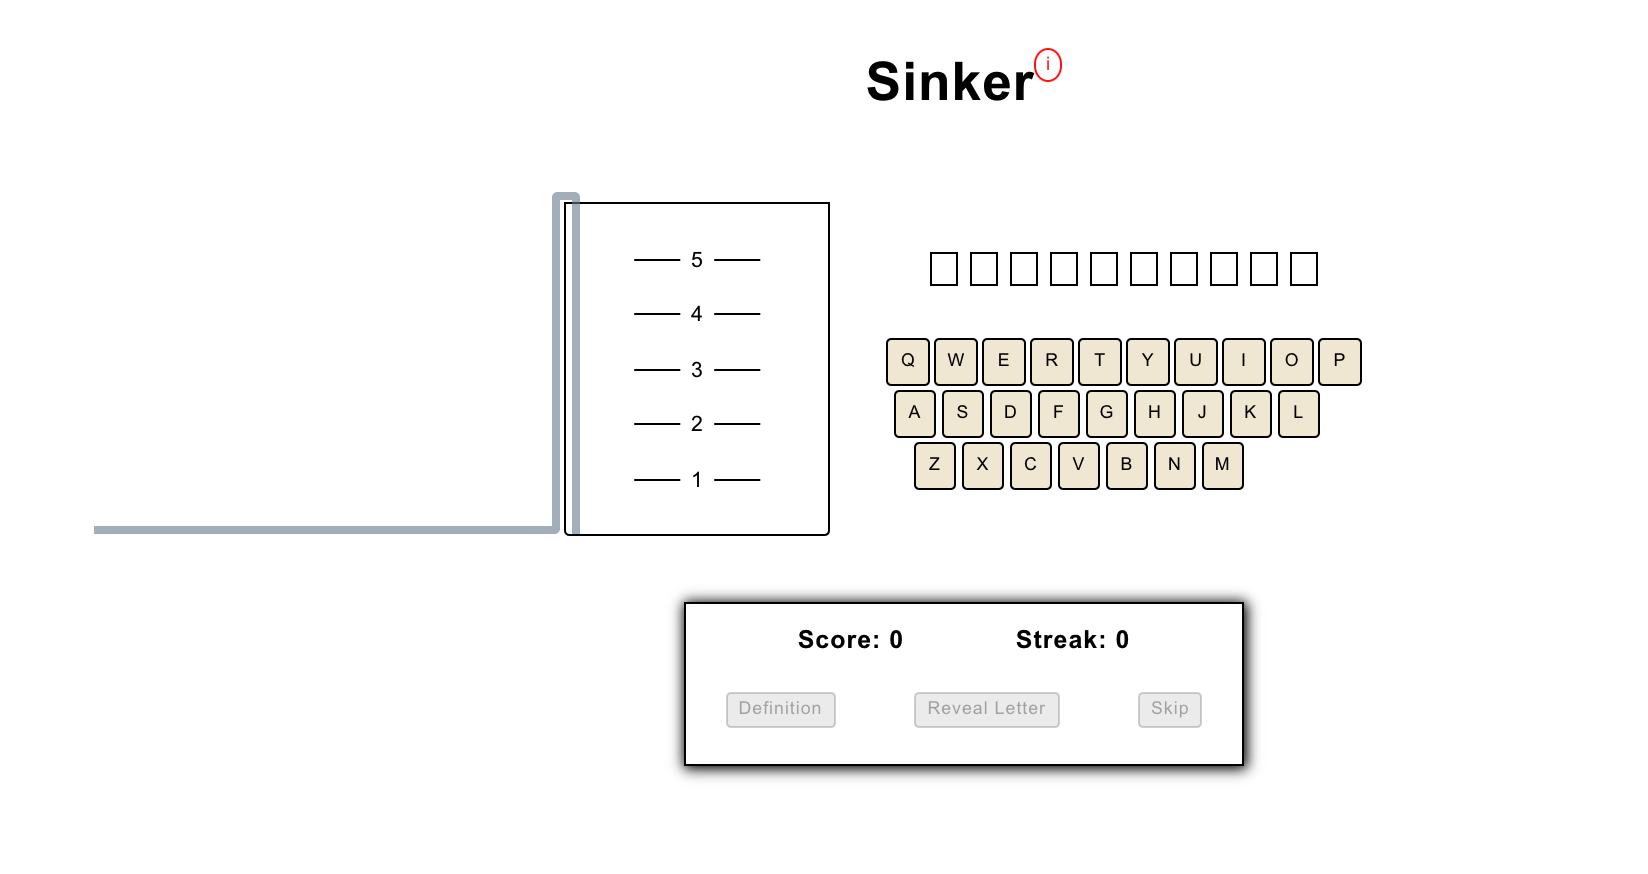 Sinker i
5
4
3
2
1
Q W E R T Y U I O P
A S D F G H J K L
Z X C V B N M
Score: 0 Streak: 0
Definition Reveal Letter Skip